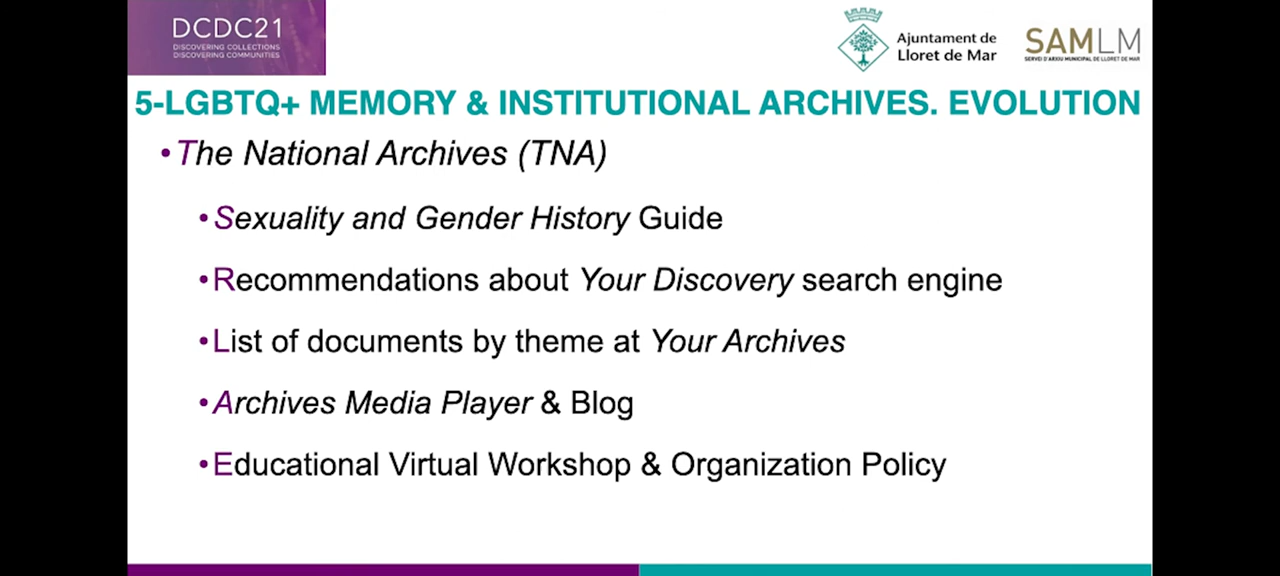 DCDC21
DISCOVERING COLLECTIONS
DISCOVERING COMMUNITIES
Ajuntament de
Lloret de Mar
SAMLM
SERVEI D'ARXIU MUNICIPAL DE LLORET DE MAR
5-LGBTQ+ MEMORY & INSTITUTIONAL ARCHIVES. EVOLUTION
• The National Archives (TNA)
• Sexuality and Gender History Guide
• Recommendations about Your Discovery search engine
• List of documents by theme at Your Archives
• Archives Media Player & Blog
• Educational Virtual Workshop & Organization Policy